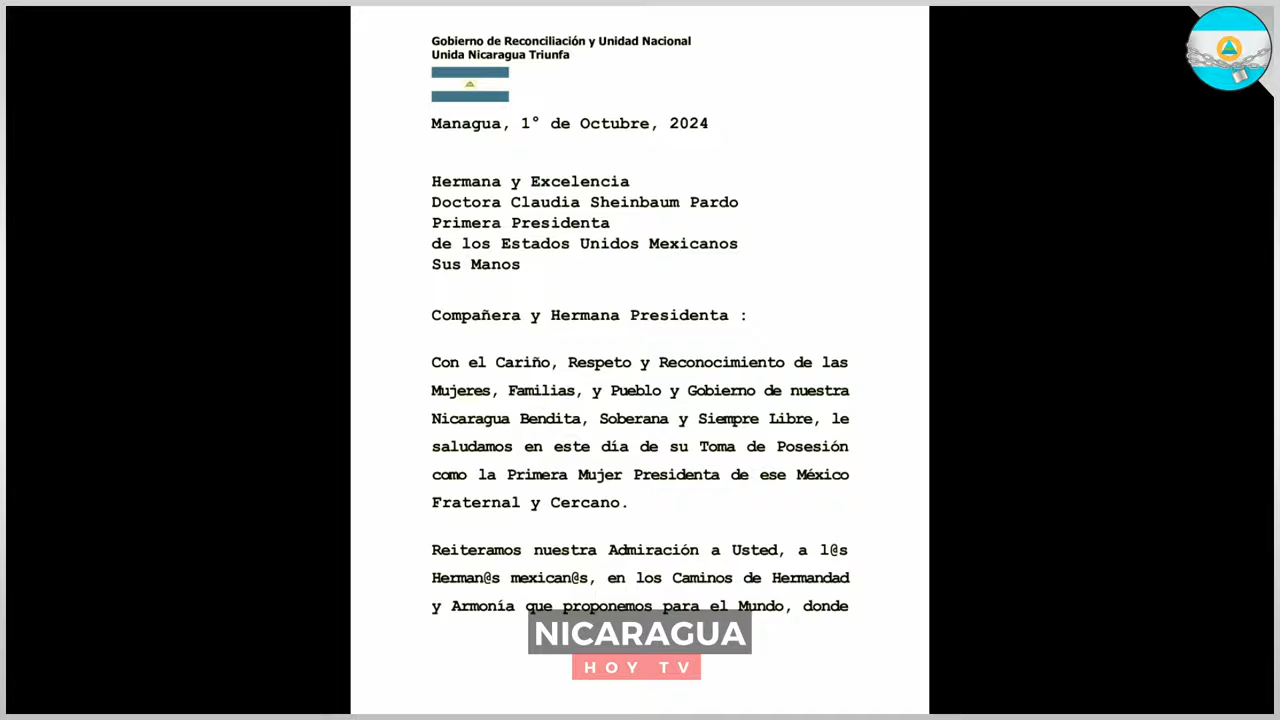 Gobierno de Reconciliación y Unidad Nacional
Unida Nicaragua Triunfa
Managua, 1° de Octubre, 2024
Hermana y Excelencia
Doctora Claudia Sheinbaum Pardo
Primera Presidenta
de los Estados Unidos Mexicanos
Sus Manos
Compañera y Hermana Presidenta :
Con el Cariño, Respeto y Reconocimiento de las
Mujeres, Familias, y Pueblo y Gobierno de nuestra
Nicaragua Bendita, Soberana y Siempre Libre, le
saludamos en este día de su Toma de Posesión
como la Primera Mujer Presidenta de ese México
Fraternal y Cercano.
Reiteramos nuestra Admiración a Usted, a l@s
Herman@s mexican@s, en los Caminos de Hermandad
y Armonía que proponemos para el Mundo, donde
NICARAGUA
HOY TV